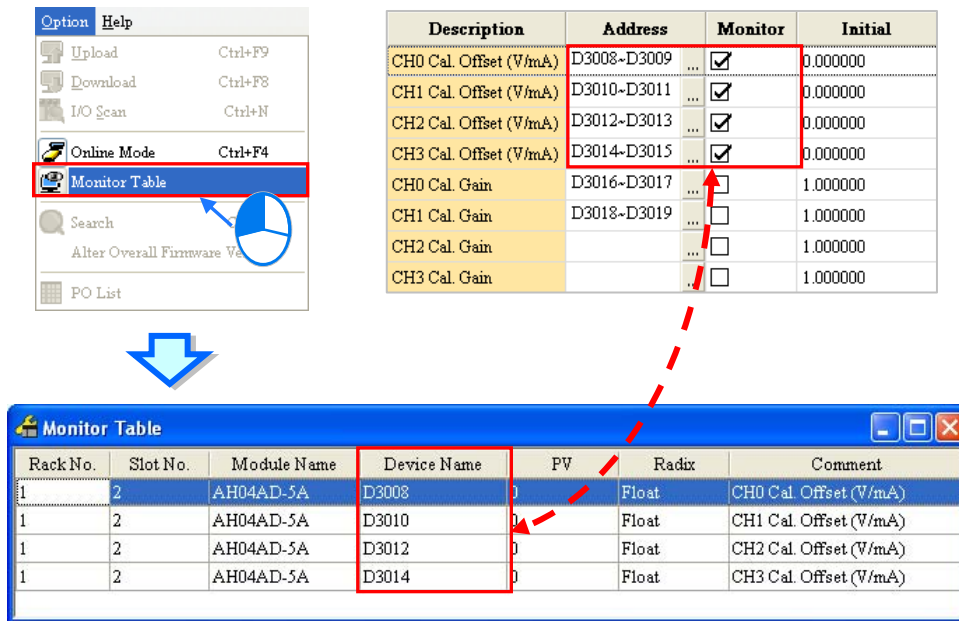 Option Help
Upload Ctrl+F9
Download Ctrl+F8
I/O Scan Ctrl+N
Online Mode Ctrl+F4
Monitor Table
Search
Alter Overall Firmware
PO List
Description Address Monitor Initial
CH0 Cal. Offset (V/mA) D3008~D3009 ... 0.000000
CH1 Cal. Offset (V/mA) D3010~D3011 ... 0.000000
CH2 Cal. Offset (V/mA) D3012~D3013 ... 0.000000
CH3 Cal. Offset (V/mA) D3014~D3015 ... 0.000000
CH0 Cal. Gain D3016~D3017 ... 1.000000
CH1 Cal. Gain D3018~D3019 ... 1.000000
CH2 Cal. Gain ... 1.000000
CH3 Cal. Gain ... 1.000000
Monitor Table
Rack No. Slot No. Module Name Device Name PV Radix Comment
1 2 AH04AD-5A D3008 0 Float CH0 Cal. Offset (V/mA)
1 2 AH04AD-5A D3010 0 Float CH1 Cal. Offset (V/mA)
1 2 AH04AD-5A D3012 0 Float CH2 Cal. Offset (V/mA)
1 2 AH04AD-5A D3014 0 Float CH3 Cal. Offset (V/mA)